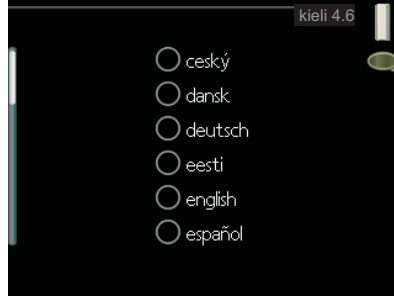 kieli 4.6
ceský
dansk
deutsch
eesti
english
español